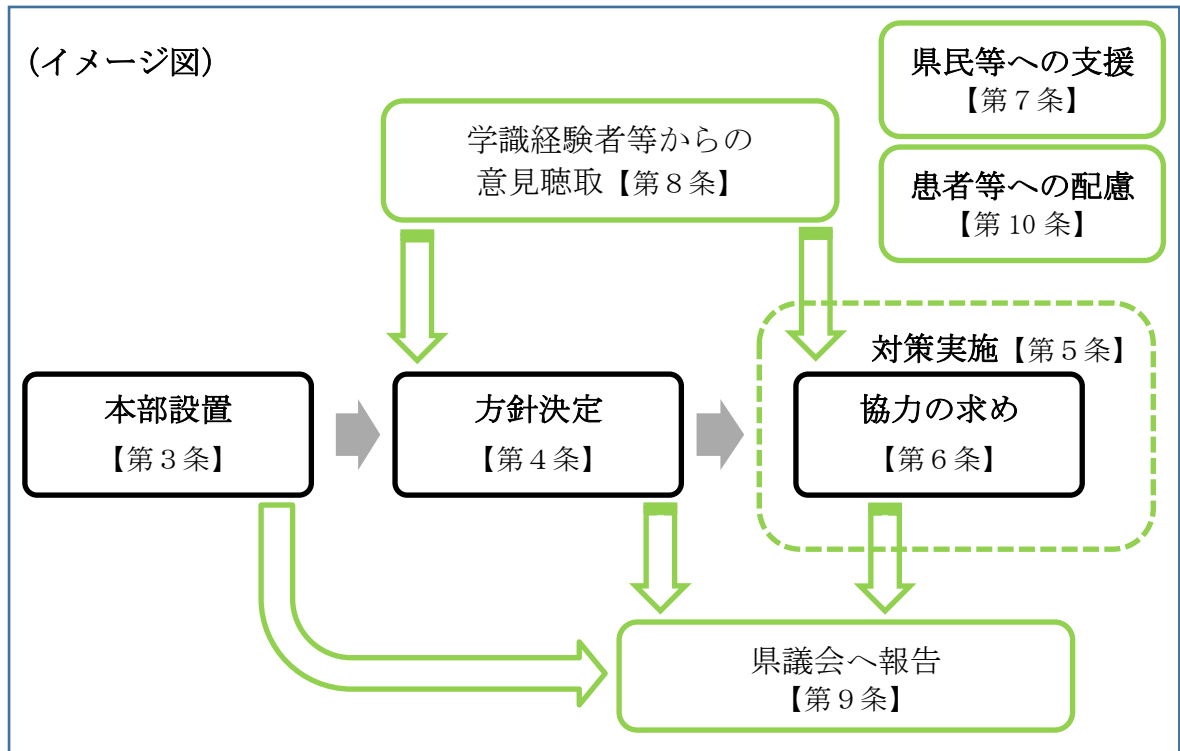 (イメージ図)
県民等への支援
【第７条】
患者等への配慮
【第 10 条】
学識経験者等からの
意見聴取【第８条】
対策実施【第５条】
本部設置
【第３条】
方針決定
【第４条】
協力の求め
【第６条】
県議会へ報告
【第９条】